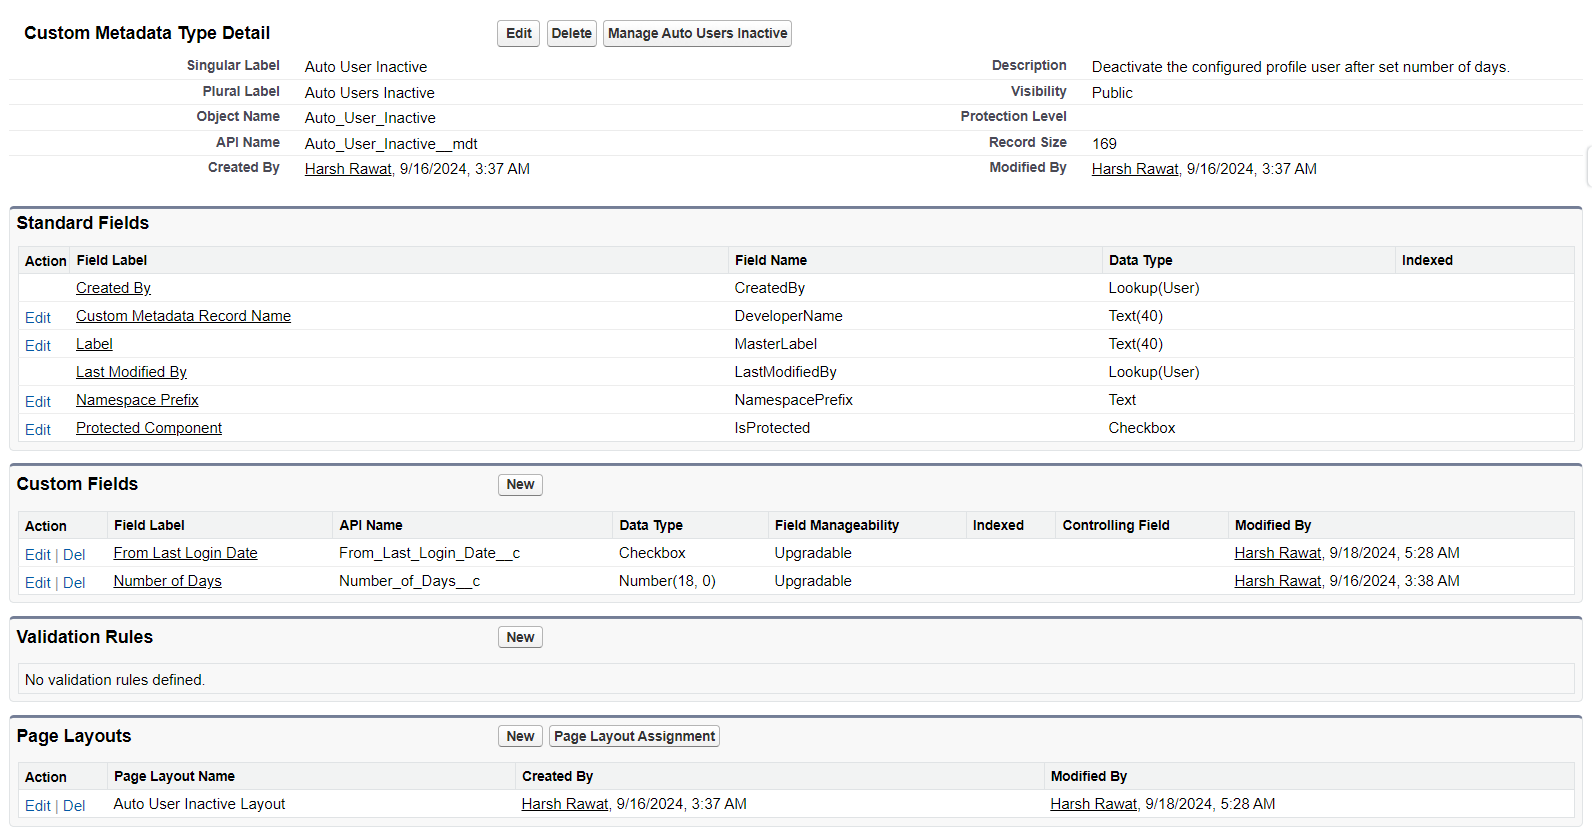 Custom Metadata Type Detail Edit Delete Manage Auto Users Inactive
Singular Label Auto User Inactive Description Deactivate the configured profile user after set number of days.
Plural Label Auto Users Inactive Visibility Public
Object Name Auto_User_Inactive Protection Level
API Name Auto_User_Inactive__mdt Record Size 169
Created By Harsh Rawat, 9/16/2024, 3:37 AM Modified By Harsh Rawat, 9/16/2024, 3:37 AM
Standard Fields
Action Field Label Field Name Data Type Indexed
Created By CreatedBy Lookup(User)
Edit Custom Metadata Record Name DeveloperName Text(40)
Edit Label MasterLabel Text(40)
Last Modified By LastModifiedBy Lookup(User)
Edit Namespace Prefix NamespacePrefix Text
Edit Protected Component IsProtected Checkbox
Custom Fields New
Action Field Label API Name Data Type Field Manageability Indexed Controlling Field Modified By
Edit | Del From Last Login Date From_Last_Login_Date__c Checkbox Upgradable Harsh Rawat, 9/18/2024, 5:28 AM
Edit | Del Number of Days Number_of_Days__c Number(18, 0) Upgradable Harsh Rawat, 9/16/2024, 3:38 AM
Validation Rules New
No validation rules defined.
Page Layouts New Page Layout Assignment
Action Page Layout Name Created By Modified By
Edit | Del Auto User Inactive Layout Harsh Rawat, 9/16/2024, 3:37 AM Harsh Rawat, 9/18/2024, 5:28 AM